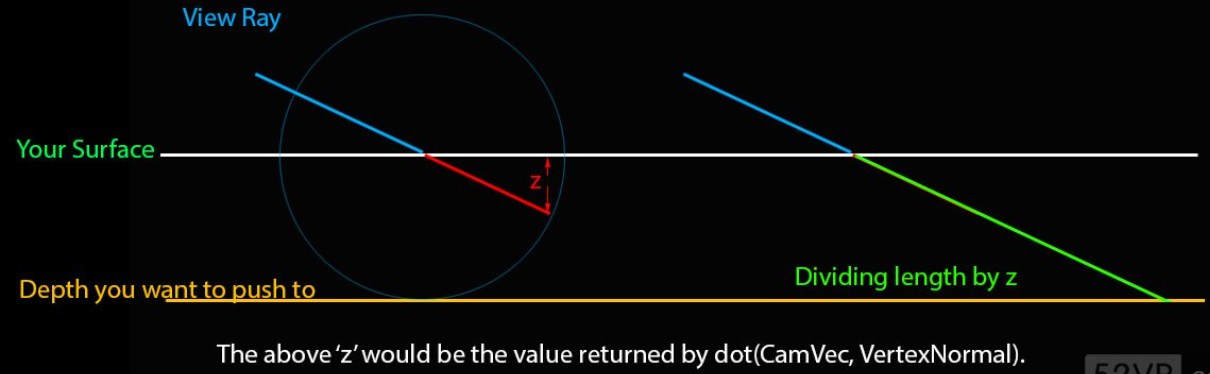 View Ray
Your Surface
z
Depth you want to push to
Dividing length by z
The above ‘z’ would be the value returned by dot(CamVec, VertexNormal).